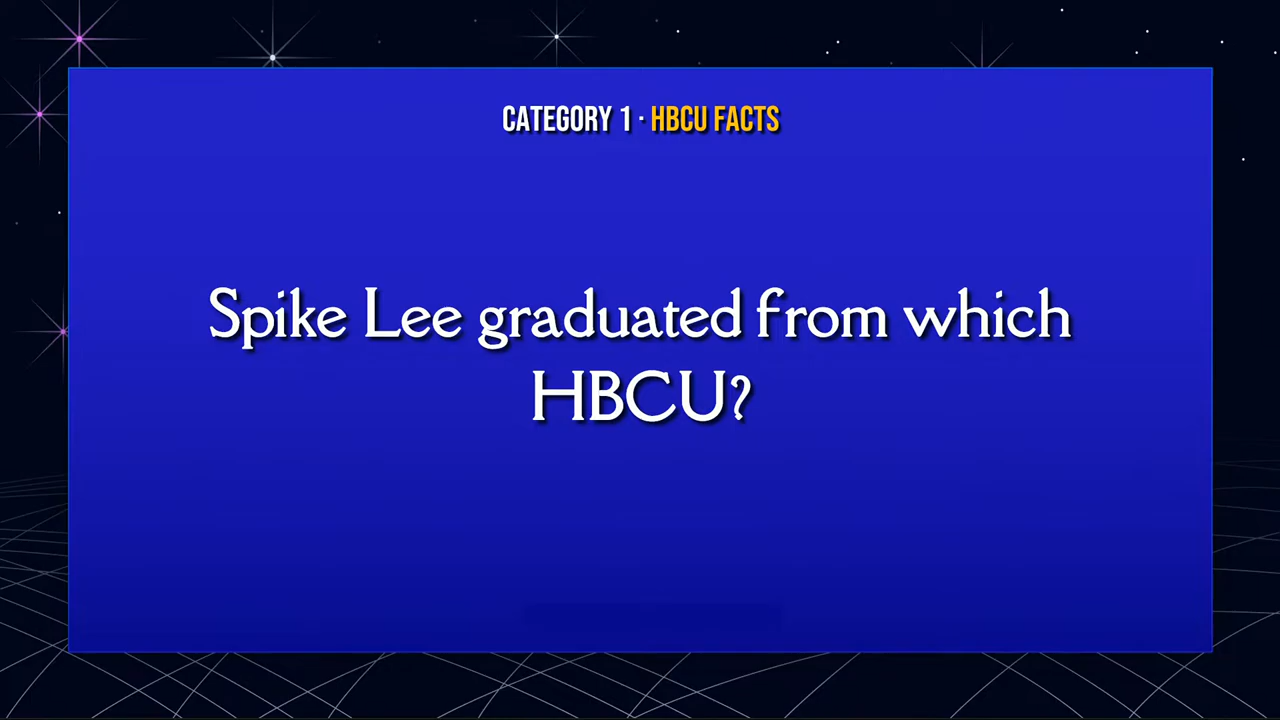 CATEGORY 1 · HBCU FACTS
Spike Lee graduated from which
HBCU?